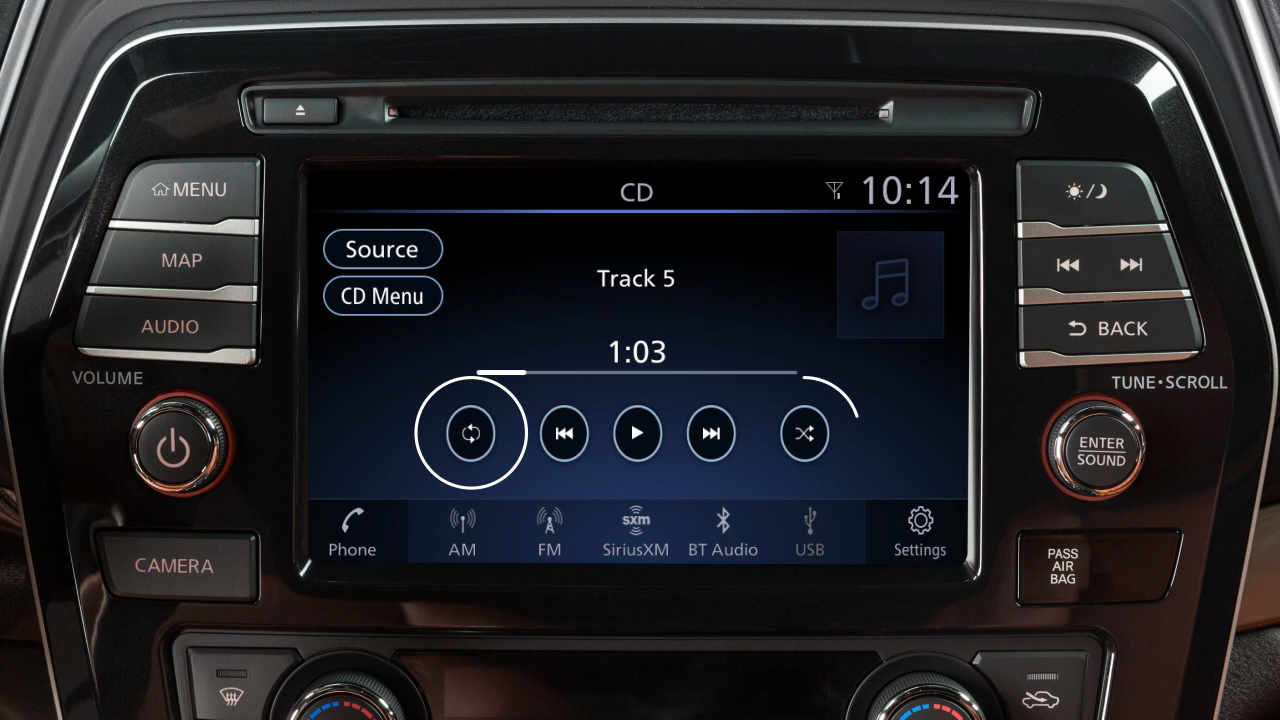 MENU
MAP
AUDIO
VOLUME
CAMERA
CD
10:14
Source
CD Menu
Track 5
1:03
Phone
AM
FM
sxm
SiriusXM
BT Audio
USB
Settings
BACK
TUNE•SCROLL
ENTER
SOUND
PASS
AIR
BAG